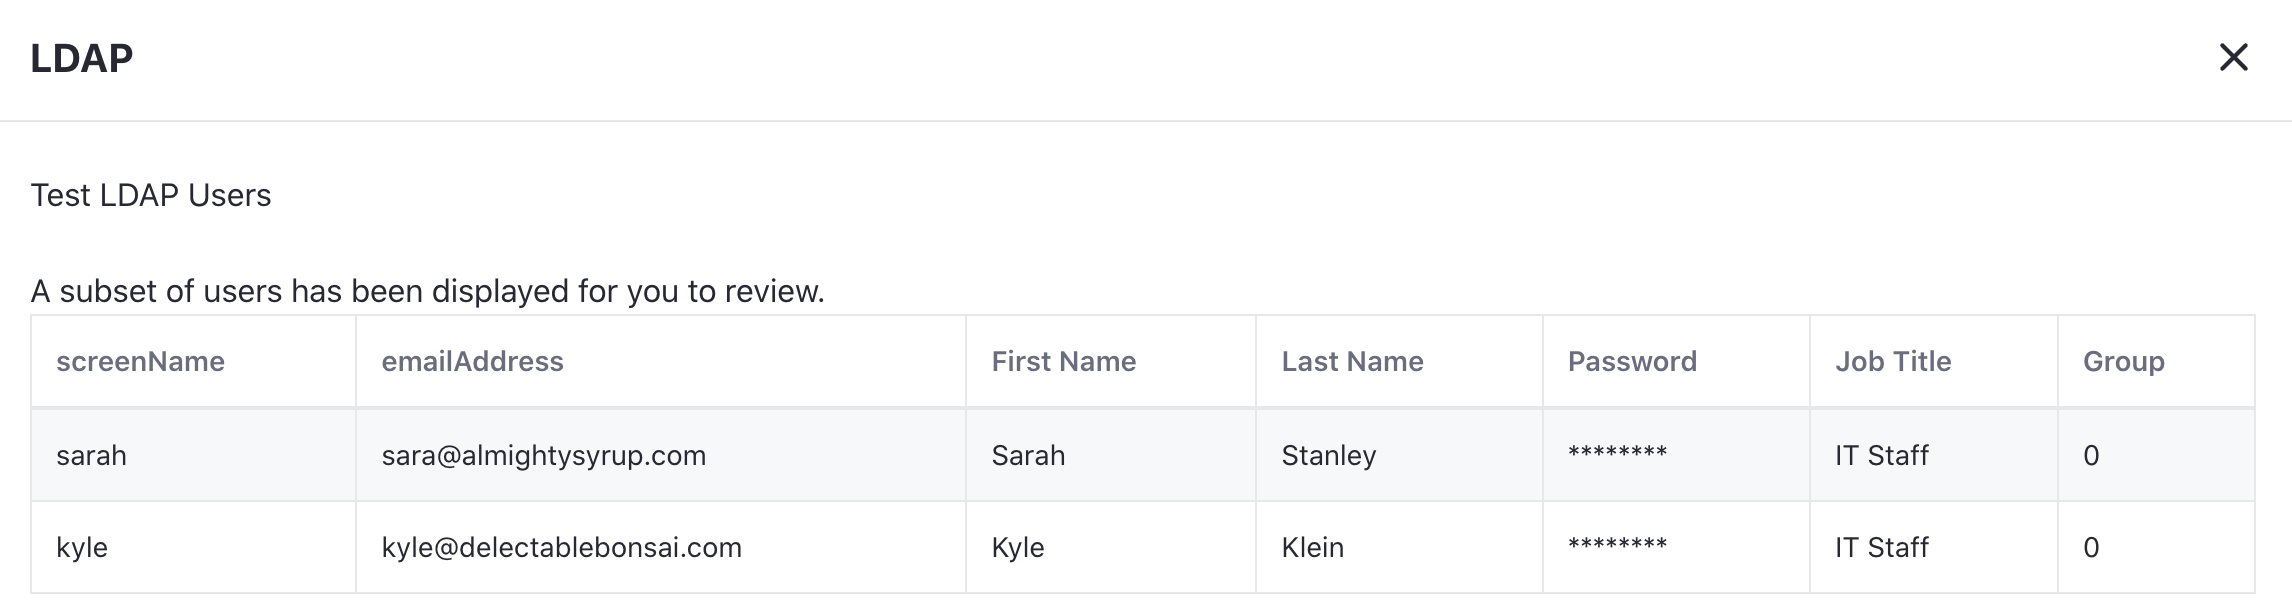 LDAP
Test LDAP Users
A subset of users has been displayed for you to review.
screenName emailAddress First Name Last Name Password Job Title Group
sarah sara@almightysyrup.com Sarah Stanley ******** IT Staff 0
kyle kyle@delectablebonsai.com Kyle Klein ******** IT Staff 0